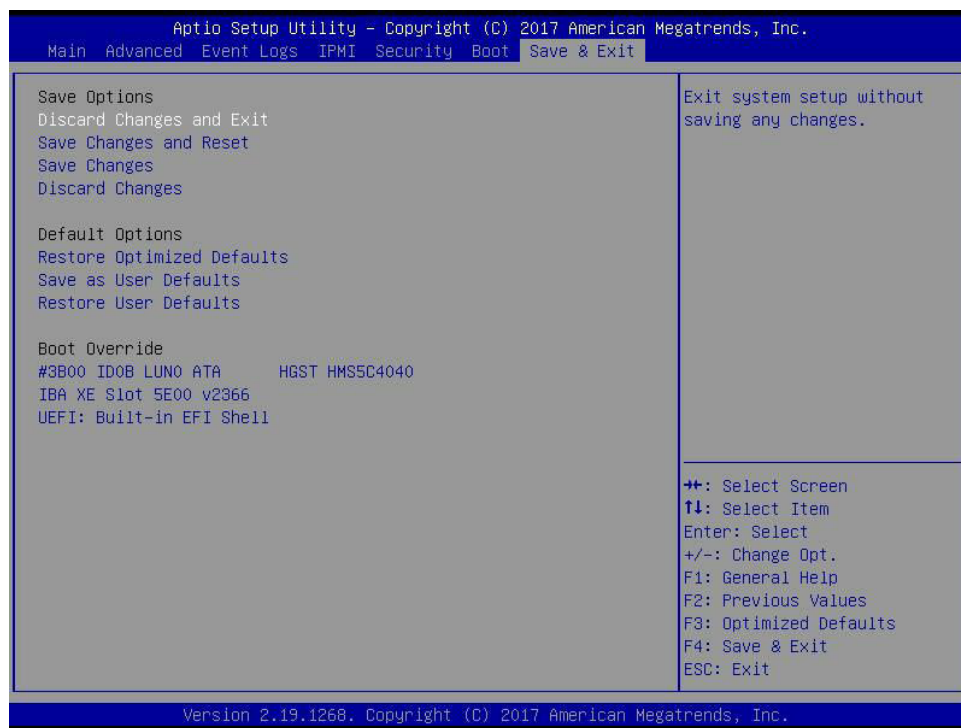 Aptio Setup Utility – Copyright (C) 2017 American Megatrends, Inc.
Main Advanced Event Logs IPMI Security Boot Save & Exit
Save Options
Discard Changes and Exit
Save Changes and Reset
Save Changes
Discard Changes
Default Options
Restore Optimized Defaults
Save as User Defaults
Restore User Defaults
Boot Override
#3B00 ID0B LUN0 ATA HGST HMS5C4040
IBA XE Slot 5E00 v2366
UEFI: Built-in EFI Shell
Exit system setup without
saving any changes.
→←: Select Screen
↑↓: Select Item
Enter: Select
+/-: Change Opt.
F1: General Help
F2: Previous Values
F3: Optimized Defaults
F4: Save & Exit
ESC: Exit
Version 2.19.1268. Copyright (C) 2017 American Megatrends, Inc.